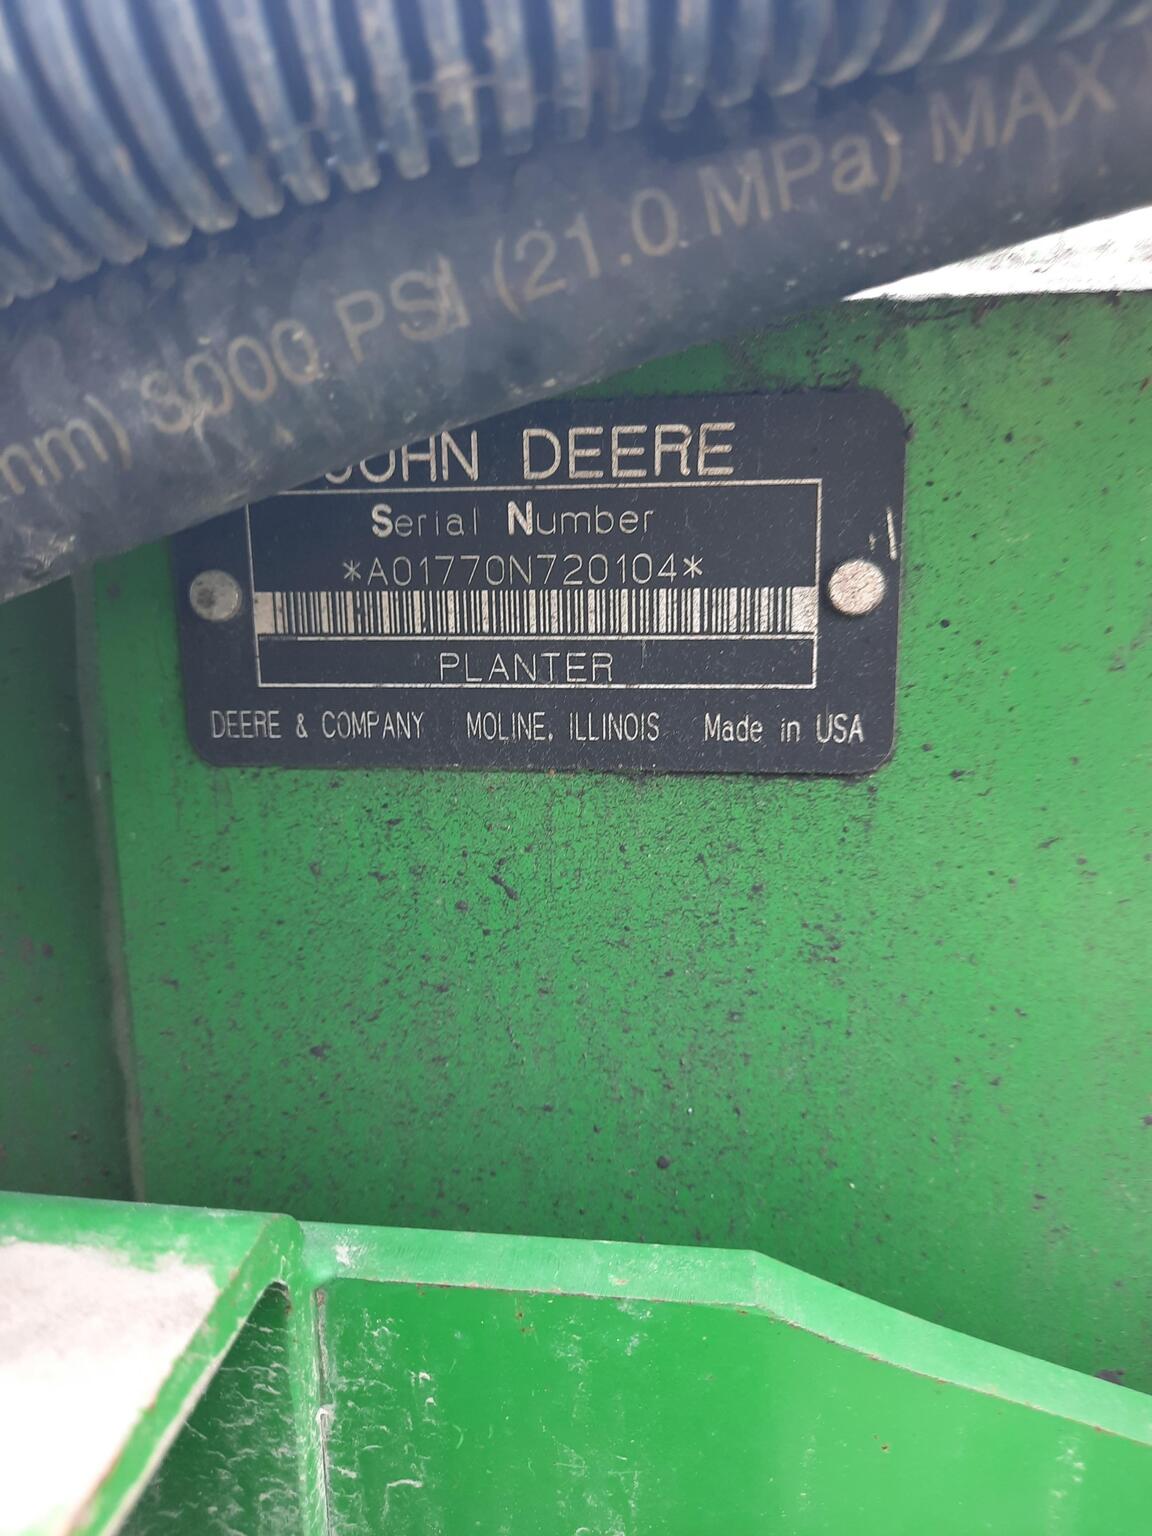 mm) 3000 PSI (21.0 MPa) MAX
JOHN DEERE
Serial Number
*A01770N720104*
PLANTER
DEERE & COMPANY MOLINE, ILLINOIS Made in USA